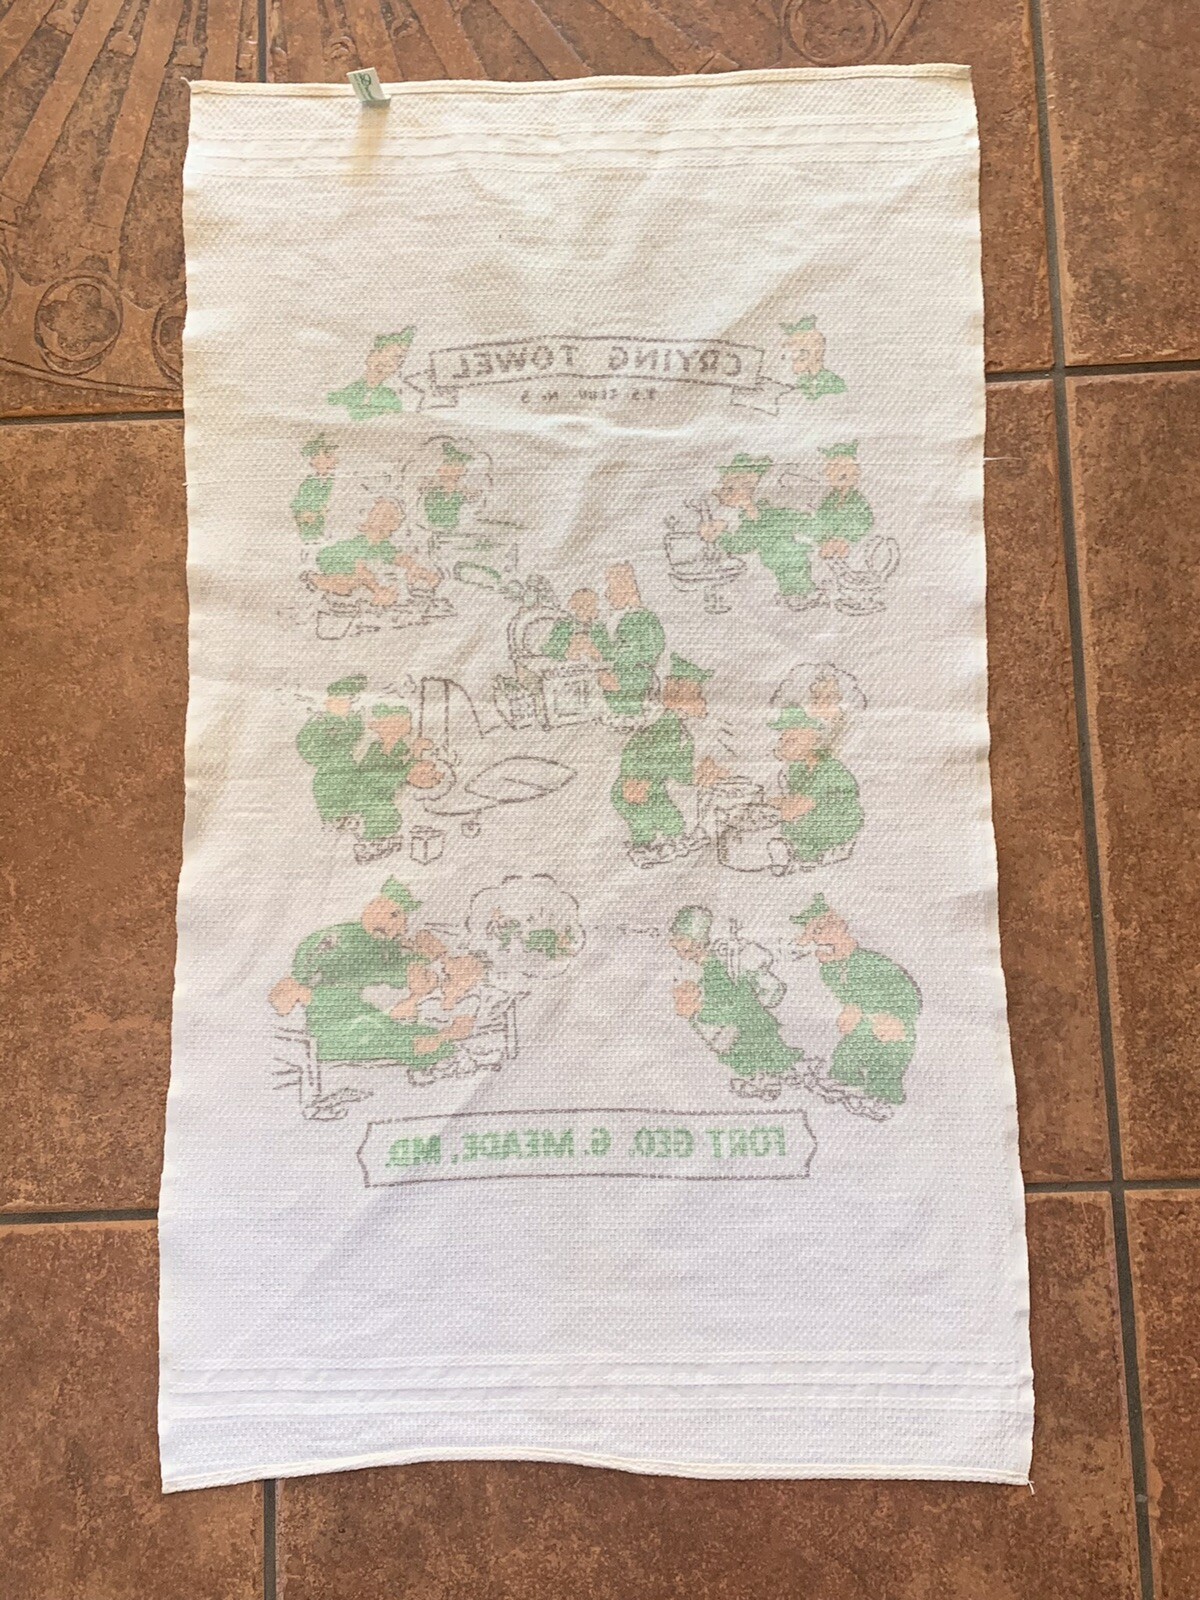 CRYING TOWEL
FORT GEO. G. MEADE, MD.